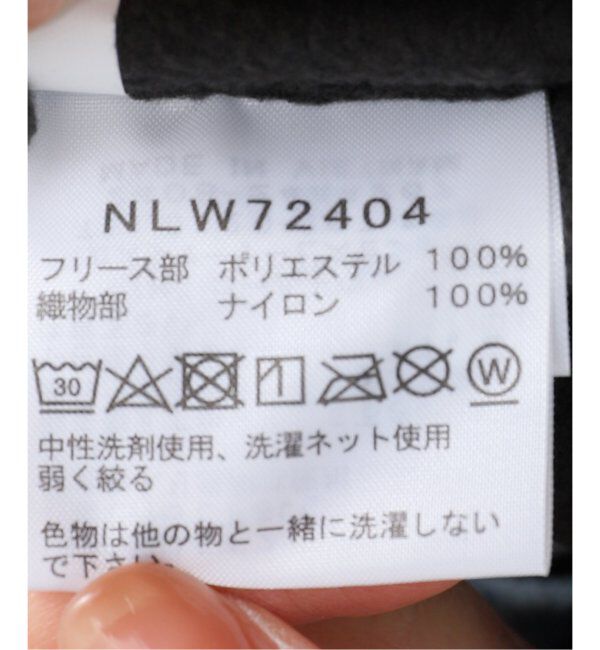 NLW72404
フリース部 ポリエステル 100%
織物部 ナイロン 100%
30 W
中性洗剤使用、洗濯ネット使用
弱く絞る
色物は他の物と一緒に洗濯しない
で下さい。